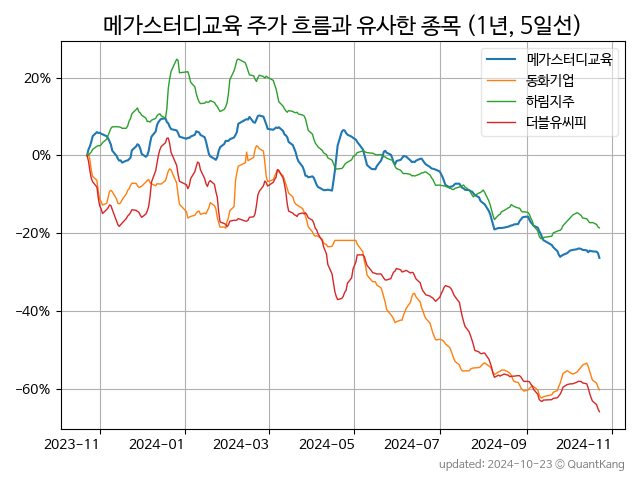 메가스터디교육 주가 흐름과 유사한 종목 (1년, 5일선)
메가스터디교육
동화기업
하림지주
더블유씨피
20%
0%
−20%
−40%
−60%
2023-11
2024-01
2024-03
2024-05
2024-07
2024-09
2024-11
updated: 2024-10-23 © QuantKang